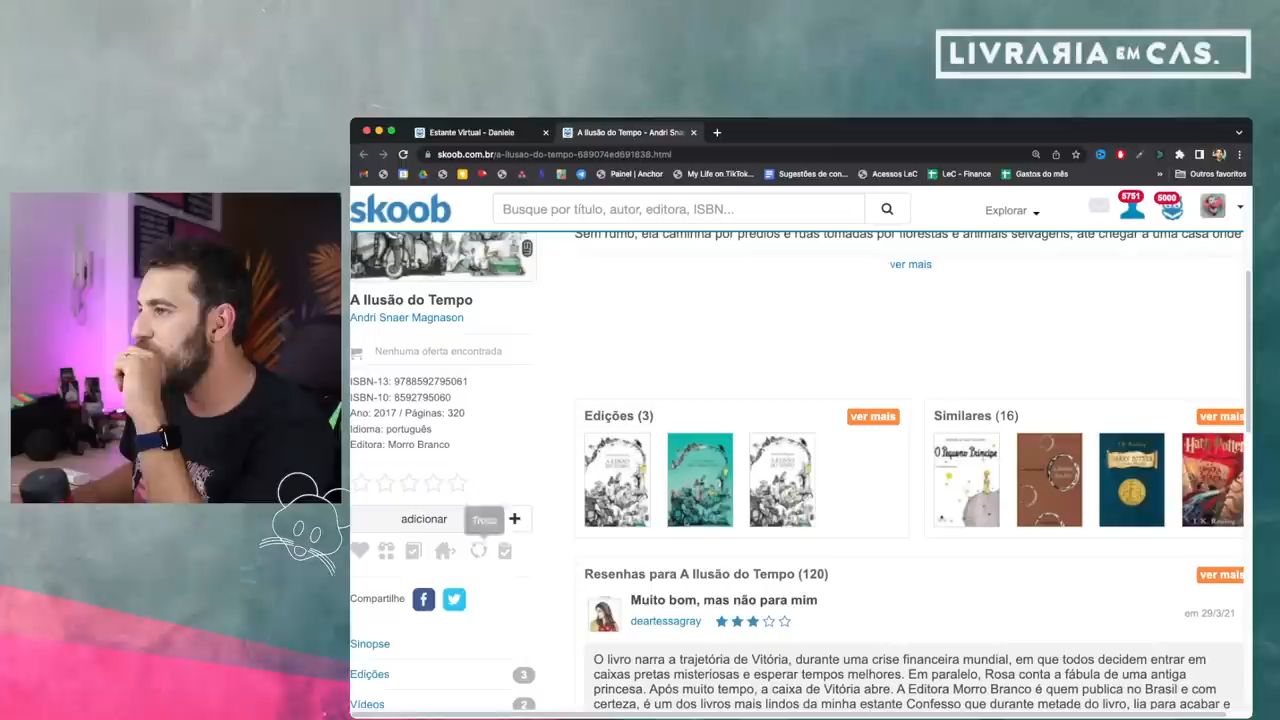 LIVRARIA EM CAS.
Estante Virtual - Daniele
A Ilusão do Tempo - Andri Sna
skoob.com.br/a-ilusao-do-tempo-689074ed691838.html
Painel | Anchor
My Life on TikTok...
Sugestões de con...
Acessos LeC
LeC - Finance
Gastos do mês
»
Outros favoritos
skoob
Busque por título, autor, editora, ISBN...
Explorar
5751
5000
Sem rumo, ela caminha por prédios e ruas tomadas por florestas e animais selvagens, até chegar a uma casa onde
ver mais
A Ilusão do Tempo
Andri Snaer Magnason
Nenhuma oferta encontrada
ISBN-13: 9788592795061
ISBN-10: 8592795060
Ano: 2017 / Páginas: 320
Idioma: português
Editora: Morro Branco
adicionar
Troco
+
Compartilhe
Sinopse
Edições
3
Vídeos
2
Edições (3)
ver mais
A ILUSÃO DO TEMPO
Similares (16)
ver mais
O Pequeno Príncipe
HARRY POTTER
Harry Potter
J. K. Rowling
Resenhas para A Ilusão do Tempo (120)
ver mais
Muito bom, mas não para mim
deartessagray
em 29/3/21
O livro narra a trajetória de Vitória, durante uma crise financeira mundial, em que todos decidem entrar em
caixas pretas misteriosas e esperar tempos melhores. Em paralelo, Rosa conta a fábula de uma antiga
princesa. Após muito tempo, a caixa de Vitória abre. A Editora Morro Branco é quem publica no Brasil e com
certeza, é um dos livros mais lindos da minha estante Confesso que durante metade do livro, lia para acabar e